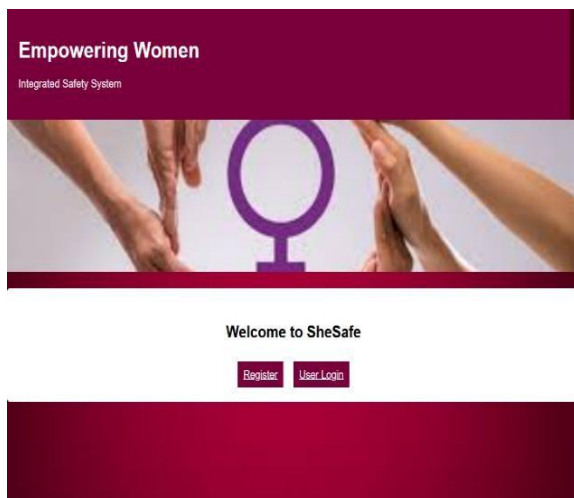 Empowering Women
Integrated Safety System
Welcome to SheSafe
Register User Login